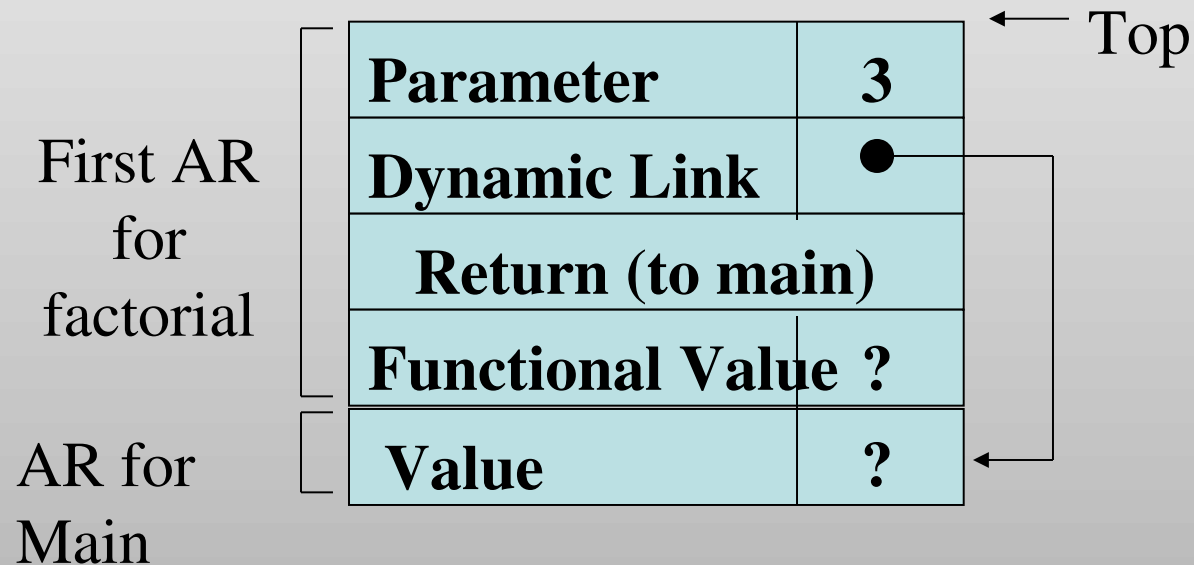 Top
Parameter 3
First AR
for
factorial
Dynamic Link
Return (to main)
Functional Value ?
AR for
Main
Value ?